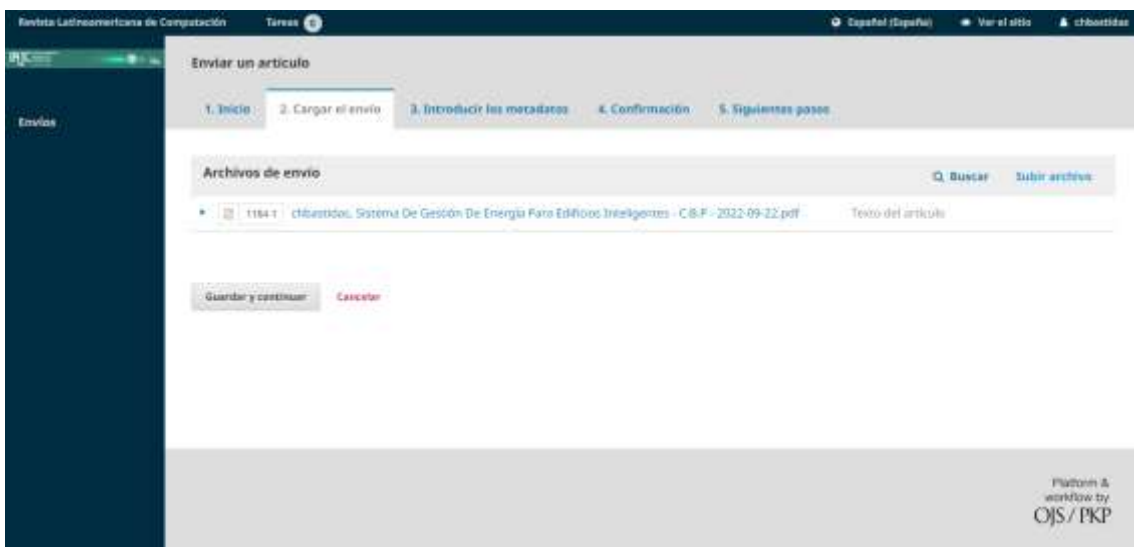 Revista Latinoamericana de Computación Tareas 0 Español (España) Ver el sitio chbastidas
Enviar un artículo
1. Inicio 2. Cargar el envío 3. Introducir los metadatos 4. Confirmación 5. Siguientes pasos
Envíos
Archivos de envío Buscar Subir archivo
1184-1 chbastidas, Sistema De Gestión De Energía Para Edificios Inteligentes - C.B.F - 2022-09-22.pdf Texto del artículo
Guardar y continuar Cancelar
Platform &
workflow by
OJS / PKP